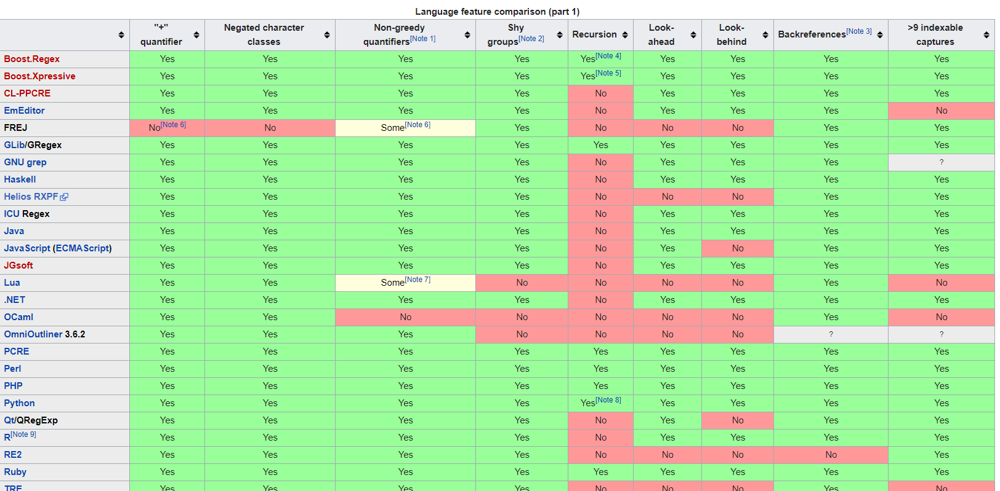 Language feature comparison (part 1)
"+" quantifier Negated character classes Non-greedy quantifiers[Note 1] Shy groups[Note 2] Recursion Look-ahead Look-behind Backreferences[Note 3] >9 indexable captures
Boost.Regex Yes Yes Yes Yes Yes[Note 4] Yes Yes Yes Yes
Boost.Xpressive Yes Yes Yes Yes Yes[Note 5] Yes Yes Yes Yes
CL-PPCRE Yes Yes Yes Yes No Yes Yes Yes Yes
EmEditor Yes Yes Yes Yes No Yes Yes Yes No
FREJ No[Note 6] No Some[Note 6] Yes No No No Yes Yes
GLib/GRegex Yes Yes Yes Yes Yes Yes Yes Yes Yes
GNU grep Yes Yes Yes Yes No Yes Yes Yes ?
Haskell Yes Yes Yes Yes No Yes Yes Yes Yes
Helios RXPF Yes Yes Yes Yes No No No Yes Yes
ICU Regex Yes Yes Yes Yes No Yes Yes Yes Yes
Java Yes Yes Yes Yes No Yes Yes Yes Yes
JavaScript (ECMAScript) Yes Yes Yes Yes No Yes No Yes Yes
JGsoft Yes Yes Yes Yes No Yes Yes Yes Yes
Lua Yes Yes Some[Note 7] No No No No Yes No
.NET Yes Yes Yes Yes No Yes Yes Yes Yes
OCaml Yes Yes No No No No No Yes No
OmniOutliner 3.6.2 Yes Yes Yes No No No No ? ?
PCRE Yes Yes Yes Yes Yes Yes Yes Yes Yes
Perl Yes Yes Yes Yes Yes Yes Yes Yes Yes
PHP Yes Yes Yes Yes Yes Yes Yes Yes Yes
Python Yes Yes Yes Yes Yes[Note 8] Yes Yes Yes Yes
Qt/QRegExp Yes Yes Yes Yes No Yes No Yes Yes
R[Note 9] Yes Yes Yes Yes No Yes Yes Yes Yes
RE2 Yes Yes Yes Yes No No No No Yes
Ruby Yes Yes Yes Yes Yes Yes Yes Yes Yes
TRE Yes Yes Yes Yes No No No Yes No